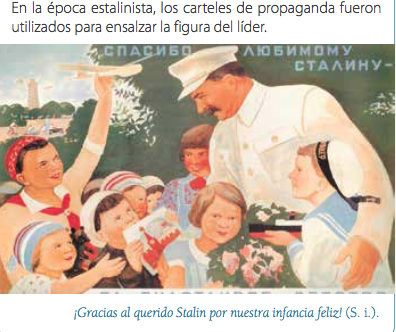 En la época estalinista, los carteles de propaganda fueron
utilizados para ensalzar la figura del líder.
СПАСИБО ЛЮБИМОМУ
СТАЛИНУ-
¡Gracias al querido Stalin por nuestra infancia feliz! (S. i.).